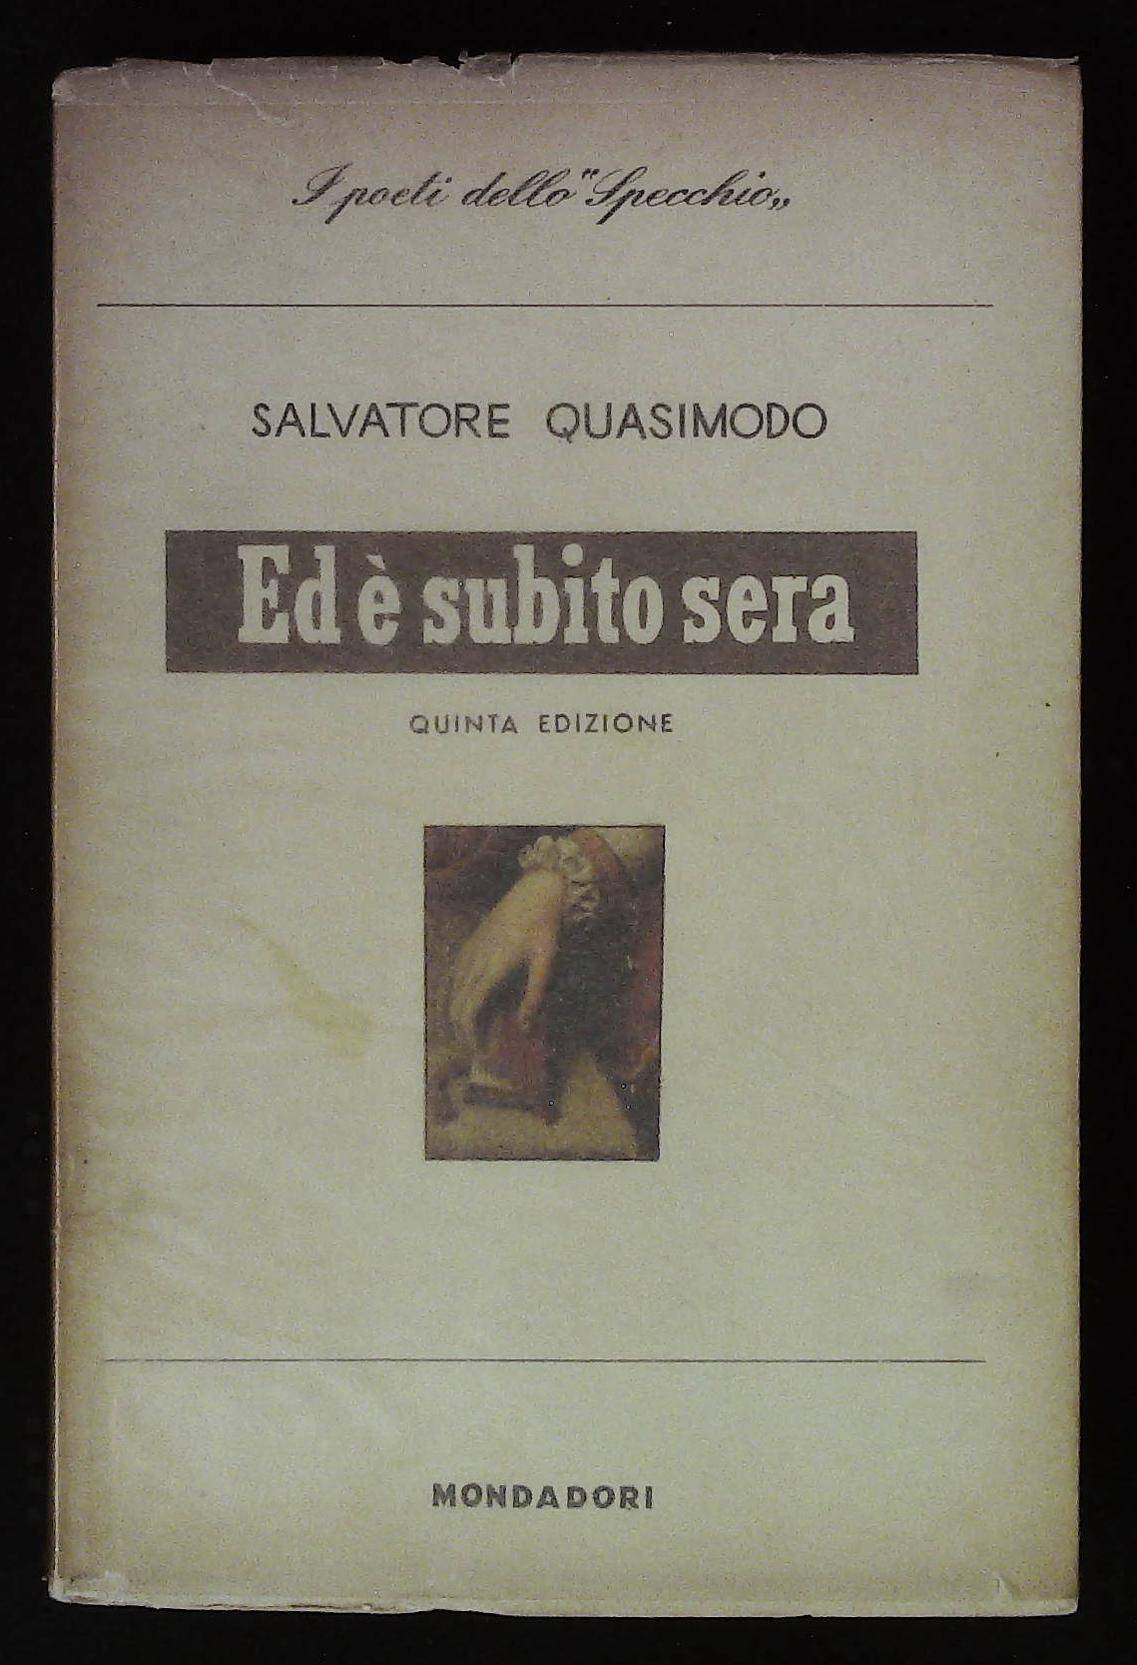 I poeti dello "Specchio„
SALVATORE QUASIMODO
Ed è subito sera
QUINTA EDIZIONE
MONDADORI